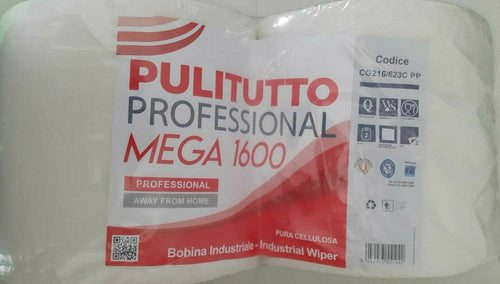 Codice
CG216/623C PP
PULITUTTO
PROFESSIONAL
MEGA 1600
PROFESSIONAL
AWAY FROM HOME
PURA CELLULOSA
Bobina Industriale - Industrial Wiper